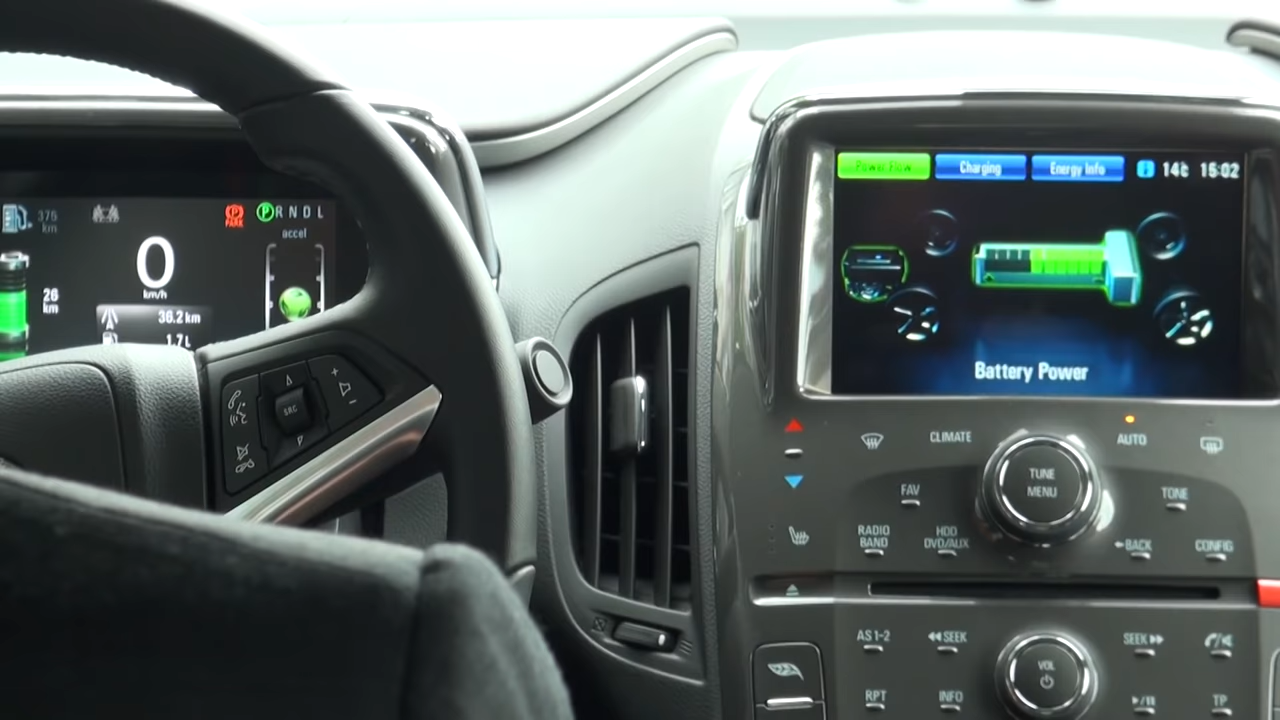 375 km
PARK
P R N D L
accel
0
km/h
26 km
36.2 km
1.7 L
SRC
Power Flow
Charging
Energy Info
14°c 15:02
Battery Power
CLIMATE
AUTO
TUNE
MENU
FAV
TONE
RADIO BAND
HDD DVD/AUX
BACK
CONFIG
AS 1-2
SEEK
SEEK
VOL
RPT
INFO
TP